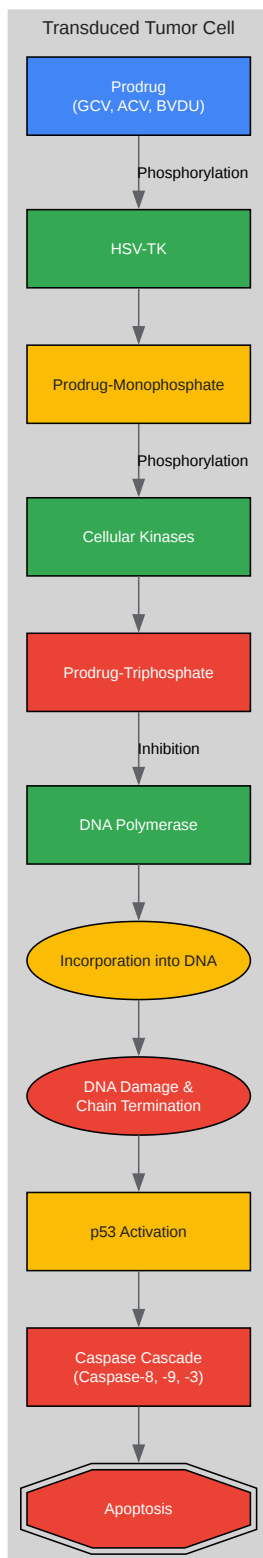 Transduced Tumor Cell
Prodrug
(GCV, ACV, BVDU)
Phosphorylation
HSV-TK
Prodrug-Monophosphate
Phosphorylation
Cellular Kinases
Prodrug-Triphosphate
Inhibition
DNA Polymerase
Incorporation into DNA
DNA Damage &
Chain Termination
p53 Activation
Caspase Cascade
(Caspase-8, -9, -3)
Apoptosis